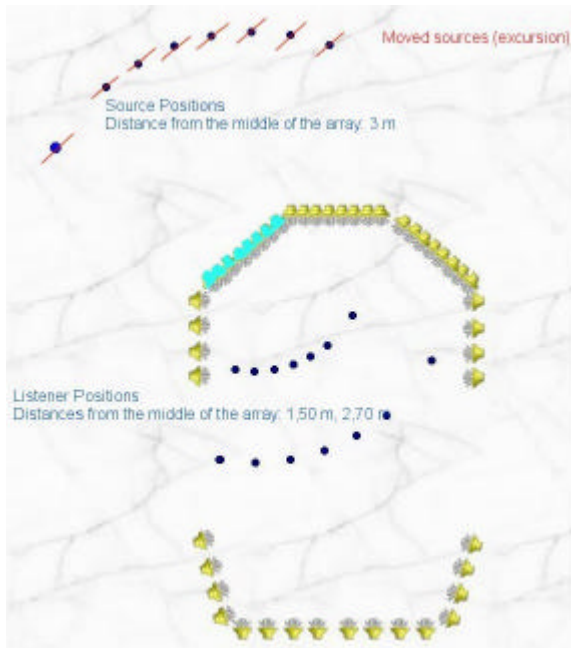 Moved sources (excursion)
Source Positions
Distance from the middle of the array: 3 m
Listener Positions
Distances from the middle of the array: 1,50 m, 2,70 m